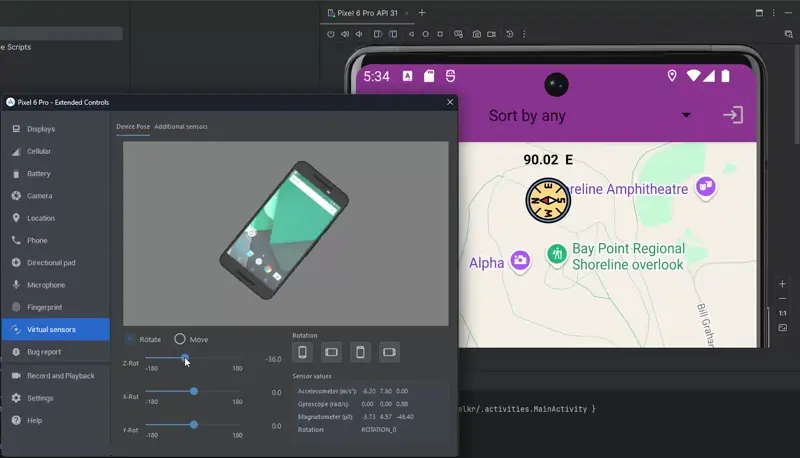 Pixel 6 Pro API 31
e Scripts
5:34
Sort by any
90.02 E
reline Amphitheatre
Alpha
Bay Point Regional
Shoreline overlook
Bill Graham
1:1
Pixel 6 Pro - Extended Controls
Displays
Cellular
Battery
Camera
Location
Phone
Directional pad
Microphone
Fingerprint
Virtual sensors
Bug report
Record and Playback
Settings
Help
Device Pose Additional sensors
Rotate Move
Z-Rot -36.0
-180 180
X-Rot 0.0
-180 180
Y-Rot 0.0
-180 180
Rotation
Sensor values
Accelerometer (m/s²): -6.20 7.60 0.00
Gyroscope (rad/s): 0.00 0.00 0.00
Magnetometer (μT): -3.73 4.57 -48.40
Rotation: ROTATION_0
alkr/.activities.MainActivity }